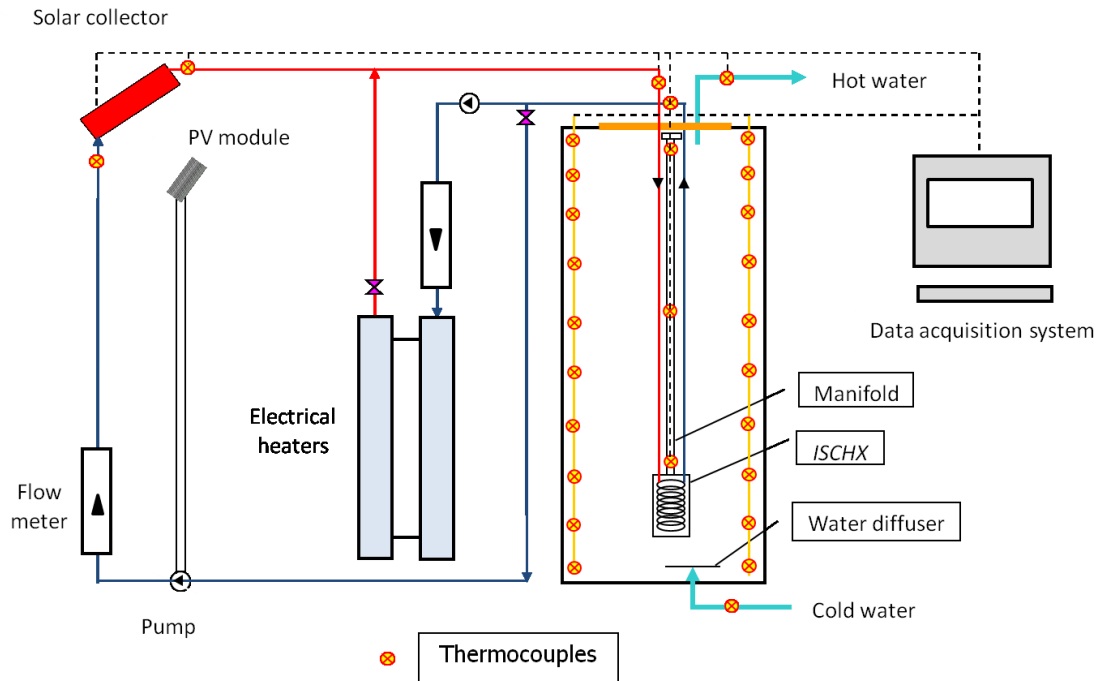 Solar collector
Hot water
PV module
Data acquisition system
Manifold
Electrical
heaters
ISCHX
Flow
meter
Water diffuser
Cold water
Pump
Thermocouples